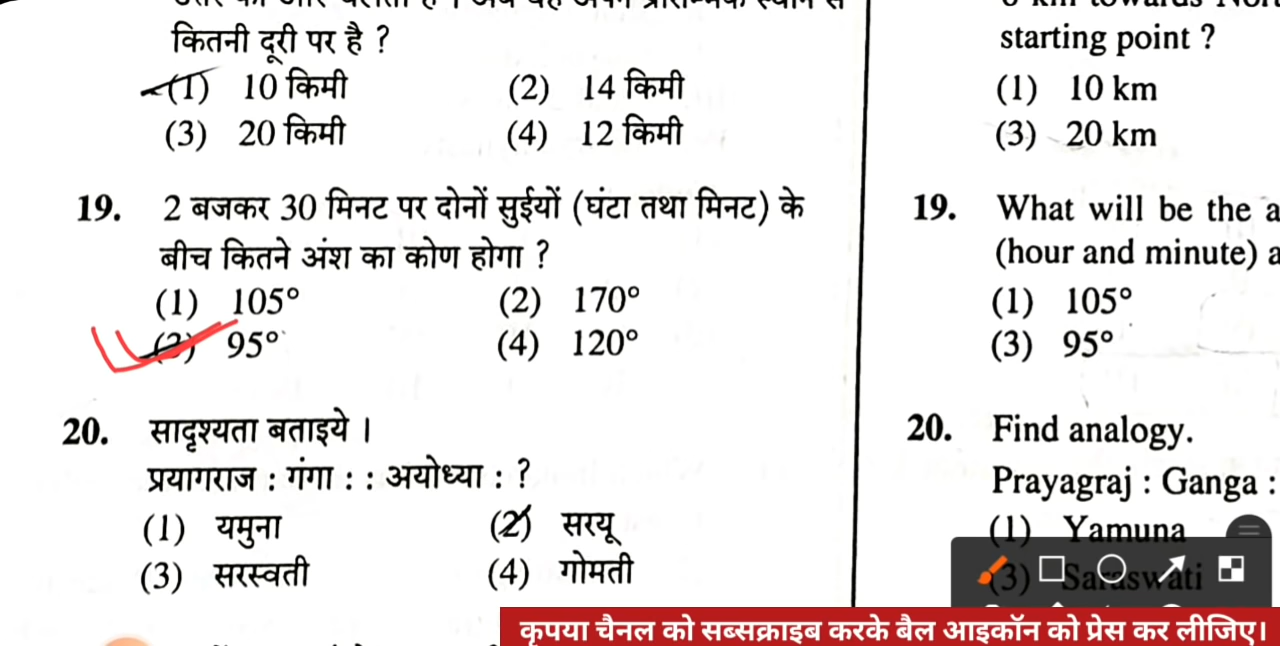 कितनी दूरी पर है ?
(1) 10 किमी (2) 14 किमी
(3) 20 किमी (4) 12 किमी
19. 2 बजकर 30 मिनट पर दोनों सुईयों (घंटा तथा मिनट) के
बीच कितने अंश का कोण होगा ?
(1) 105° (2) 170°
(3) 95° (4) 120°
20. सादृश्यता बताइये ।
प्रयागराज : गंगा : : अयोध्या : ?
(1) यमुना (2) सरयू
(3) सरस्वती (4) गोमती
starting point ?
(1) 10 km
(3) 20 km
19. What will be the a
(hour and minute) a
(1) 105°
(3) 95°
20. Find analogy.
Prayagraj : Ganga :
(1) Yamuna
(3) Saraswati
कृपया चैनल को सब्सक्राइब करके बैल आइकॉन को प्रेस कर लीजिए।